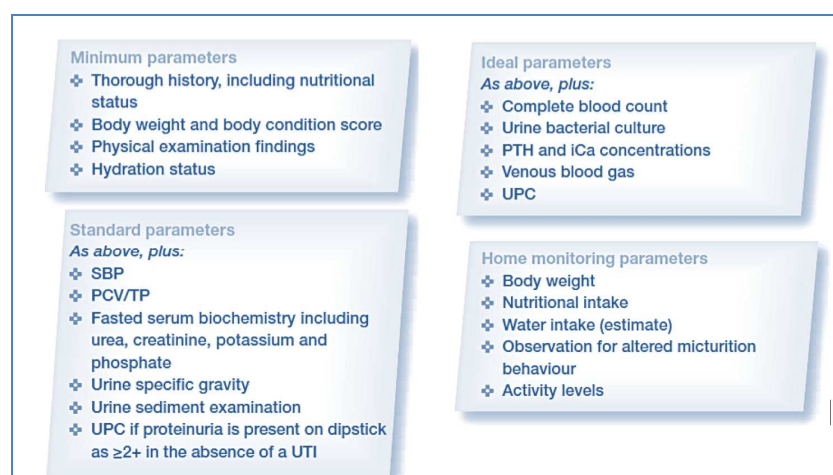 Minimum parameters
Thorough history, including nutritional
status
Body weight and body condition score
Physical examination findings
Hydration status
Standard parameters
As above, plus:
SBP
PCV/TP
Fasted serum biochemistry including
urea, creatinine, potassium and
phosphate
Urine specific gravity
Urine sediment examination
UPC if proteinuria is present on dipstick
as ≥2+ in the absence of a UTI
Ideal parameters
As above, plus:
Complete blood count
Urine bacterial culture
PTH and iCa concentrations
Venous blood gas
UPC
Home monitoring parameters
Body weight
Nutritional intake
Water intake (estimate)
Observation for altered micturition
behaviour
Activity levels